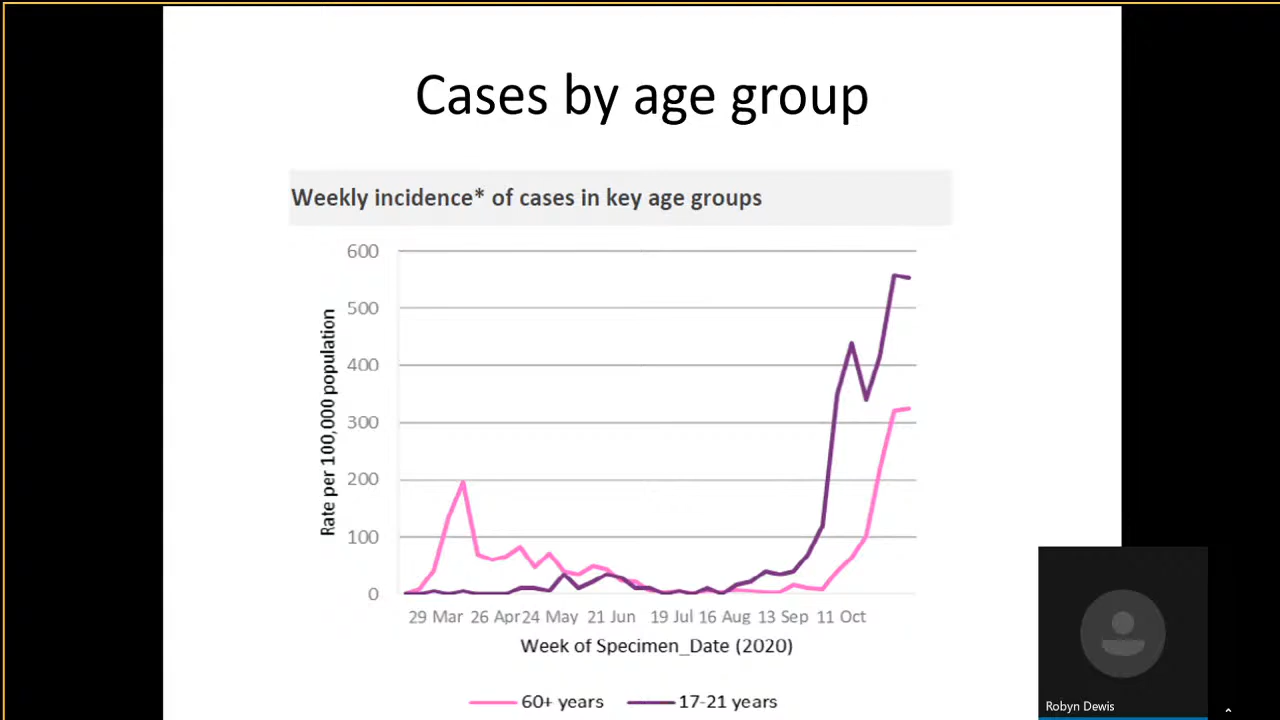 Cases by age group
Weekly incidence* of cases in key age groups
600
500
400
300
200
100
0
Rate per 100,000 population
29 Mar 26 Apr 24 May 21 Jun 19 Jul 16 Aug 13 Sep 11 Oct
Week of Specimen_Date (2020)
60+ years 17-21 years
Robyn Dewis